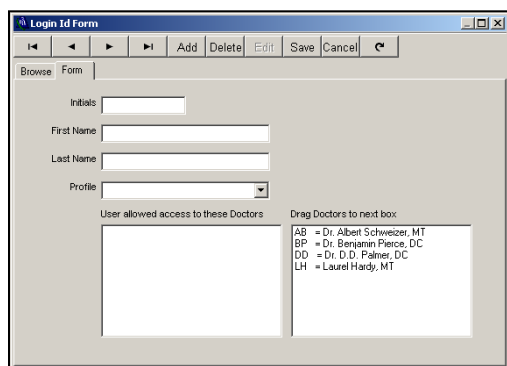 Login Id Form
Add Delete Edit Save Cancel
Browse Form
Initials
First Name
Last Name
Profile
User allowed access to these Doctors Drag Doctors to next box
AB = Dr. Albert Schweizer, MT
BP = Dr. Benjamin Pierce, DC
DD = Dr. D.D. Palmer, DC
LH = Laurel Hardy, MT